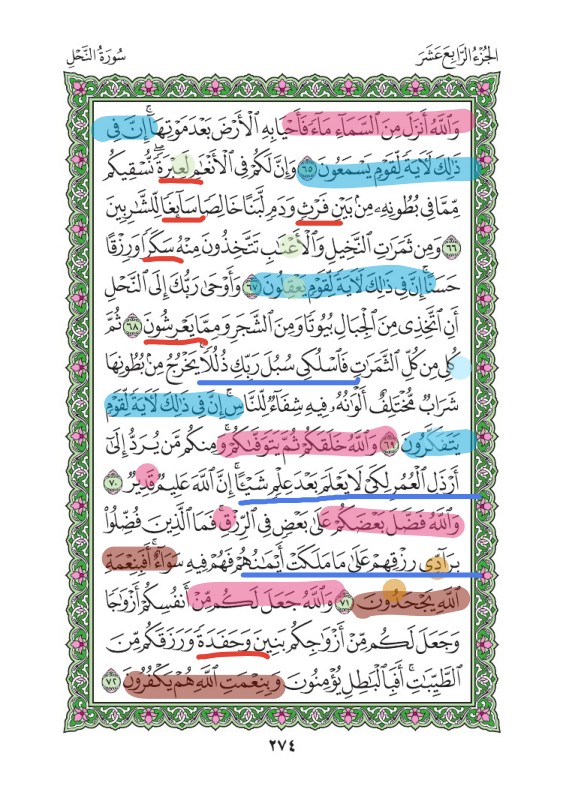 الجُزْءُ الرَّابِعَ عَشَرَ
سُورَةُ النَّحْلِ
وَٱللَّهُ أَنزَلَ مِنَ ٱلسَّمَآءِ مَآءً فَأَحْيَا بِهِ ٱلْأَرْضَ بَعْدَ مَوْتِهَآ ۚ إِنَّ فِى
ذَٰلِكَ لَـَٔايَةً لِّقَوْمٍ يَسْمَعُونَ ٦٥ وَإِنَّ لَكُمْ فِى ٱلْأَنْعَـٰمِ لَعِبْرَةً ۖ نُّسْقِيكُم
مِّمَّا فِى بُطُونِهِۦ مِنۢ بَيْنِ فَرْثٍ وَدَمٍ لَّبَنًا خَالِصًا سَآئِغًا لِّلشَّـٰرِبِينَ
٦٦ وَمِن ثَمَرَٰتِ ٱلنَّخِيلِ وَٱلْأَعْنَـٰبِ تَتَّخِذُونَ مِنْهُ سَكَرًا وَرِزْقًا
حَسَنًا ۗ إِنَّ فِى ذَٰلِكَ لَـَٔايَةً لِّقَوْمٍ يَعْقِلُونَ ٦٧ وَأَوْحَىٰ رَبُّكَ إِلَى ٱلنَّحْلِ
أَنِ ٱتَّخِذِى مِنَ ٱلْجِبَالِ بُيُوتًا وَمِنَ ٱلشَّجَرِ وَمِمَّا يَعْرِشُونَ ٦٨ ثُمَّ
كُلِى مِن كُلِّ ٱلثَّمَرَٰتِ فَٱسْلُكِى سُبُلَ رَبِّكِ ذُلُلًا ۚ يَخْرُجُ مِنۢ بُطُونِهَا
شَرَابٌ مُّخْتَلِفٌ أَلْوَٰنُهُۥ فِيهِ شِفَآءٌ لِّلنَّاسِ ۗ إِنَّ فِى ذَٰلِكَ لَـَٔايَةً لِّقَوْمٍ
يَتَفَكَّرُونَ ٦٩ وَٱللَّهُ خَلَقَكُمْ ثُمَّ يَتَوَفَّىٰكُمْ ۚ وَمِنكُم مَّن يُرَدُّ إِلَىٰٓ
أَرْذَلِ ٱلْعُمُرِ لِكَىْ لَا يَعْلَمَ بَعْدَ عِلْمٍ شَيْـًٔا ۚ إِنَّ ٱللَّهَ عَلِيمٌ قَدِيرٌ ٧٠
وَٱللَّهُ فَضَّلَ بَعْضَكُمْ عَلَىٰ بَعْضٍ فِى ٱلرِّزْقِ ۚ فَمَا ٱلَّذِينَ فُضِّلُوا۟
بِرَآدِّى رِزْقِهِمْ عَلَىٰ مَا مَلَكَتْ أَيْمَـٰنُهُمْ فَهُمْ فِيهِ سَوَآءٌ ۚ أَفَبِنِعْمَةِ
ٱللَّهِ يَجْحَدُونَ ٧١ وَٱللَّهُ جَعَلَ لَكُم مِّنْ أَنفُسِكُمْ أَزْوَٰجًا
وَجَعَلَ لَكُم مِّنْ أَزْوَٰجِكُم بَنِينَ وَحَفَدَةً وَرَزَقَكُم مِّنَ
ٱلطَّيِّبَـٰتِ ۚ أَفَبِٱلْبَـٰطِلِ يُؤْمِنُونَ وَبِنِعْمَتِ ٱللَّهِ هُمْ يَكْفُرُونَ ٧٢
٢٧٤